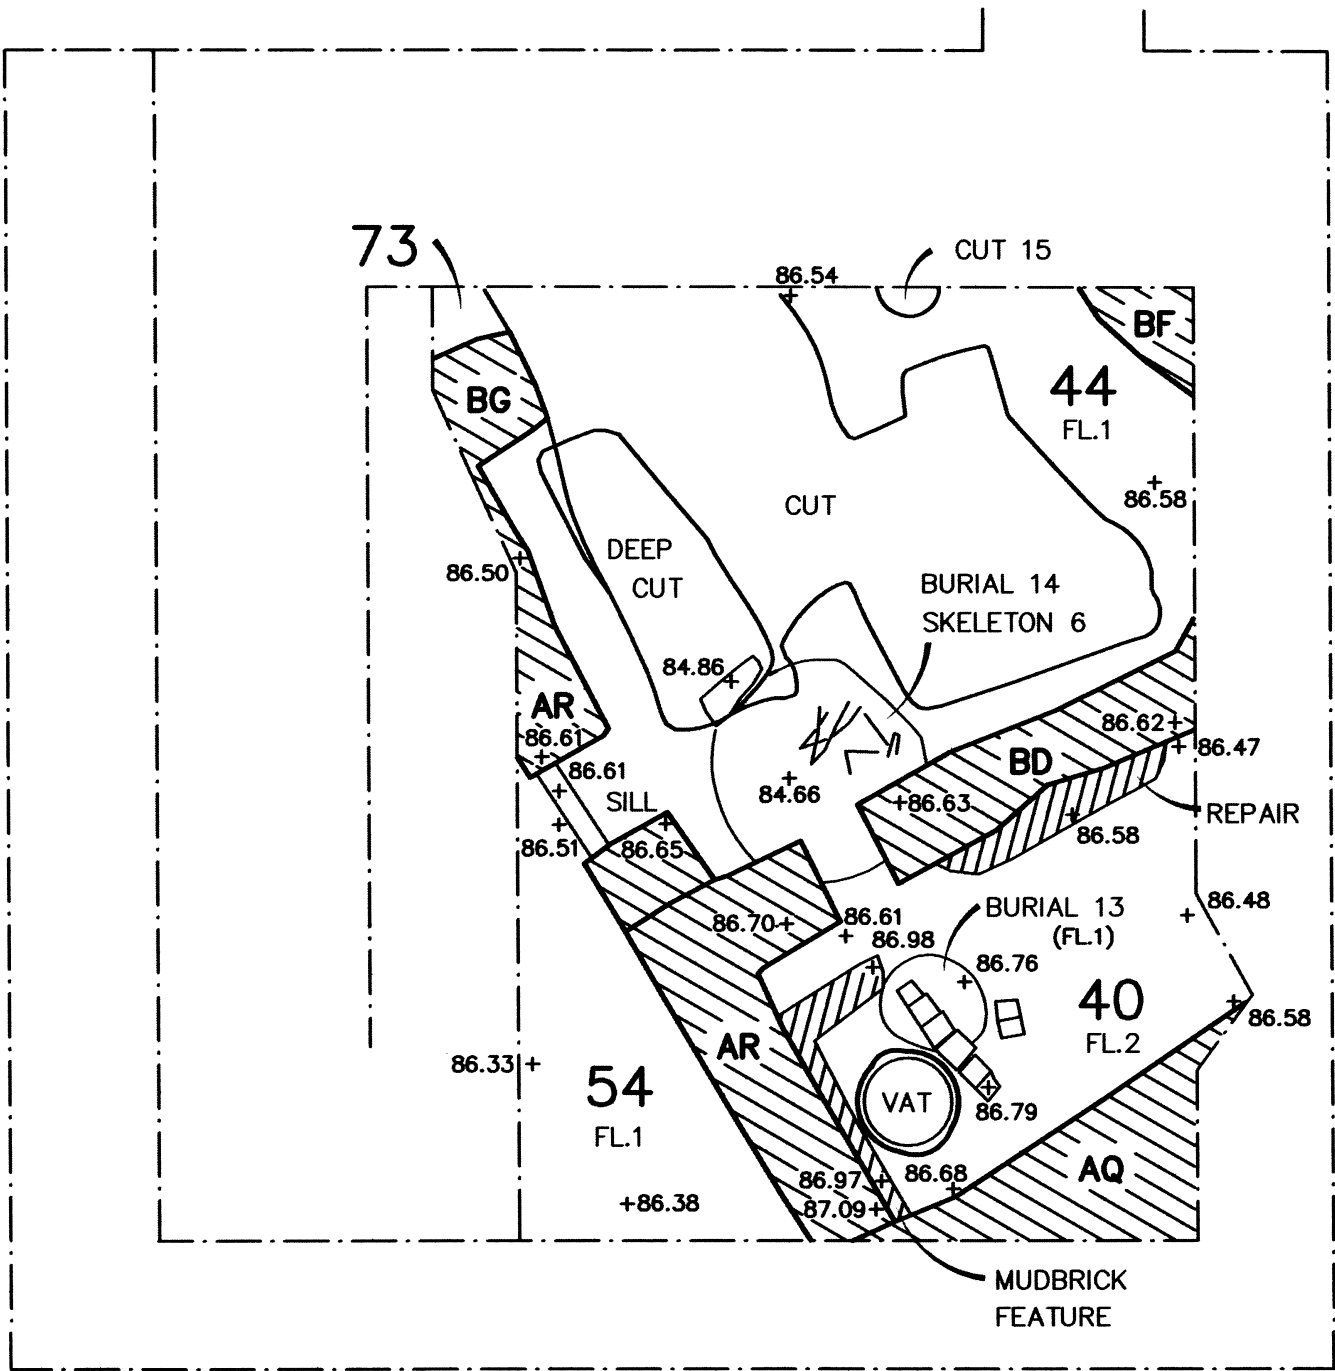 73
CUT 15
86.54
BF
44
FL.1
BG
86.58
CUT
DEEP
CUT
86.50
BURIAL 14
SKELETON 6
84.86
AR
86.61
86.62
86.47
BD
86.61
84.66
86.63
SILL
REPAIR
86.58
86.51
86.65
86.48
BURIAL 13
(FL.1)
86.70
86.61
86.98
86.76
40
FL.2
86.58
AR
86.33
54
FL.1
VAT
86.79
AQ
86.97
86.68
86.38
87.09
MUDBRICK
FEATURE